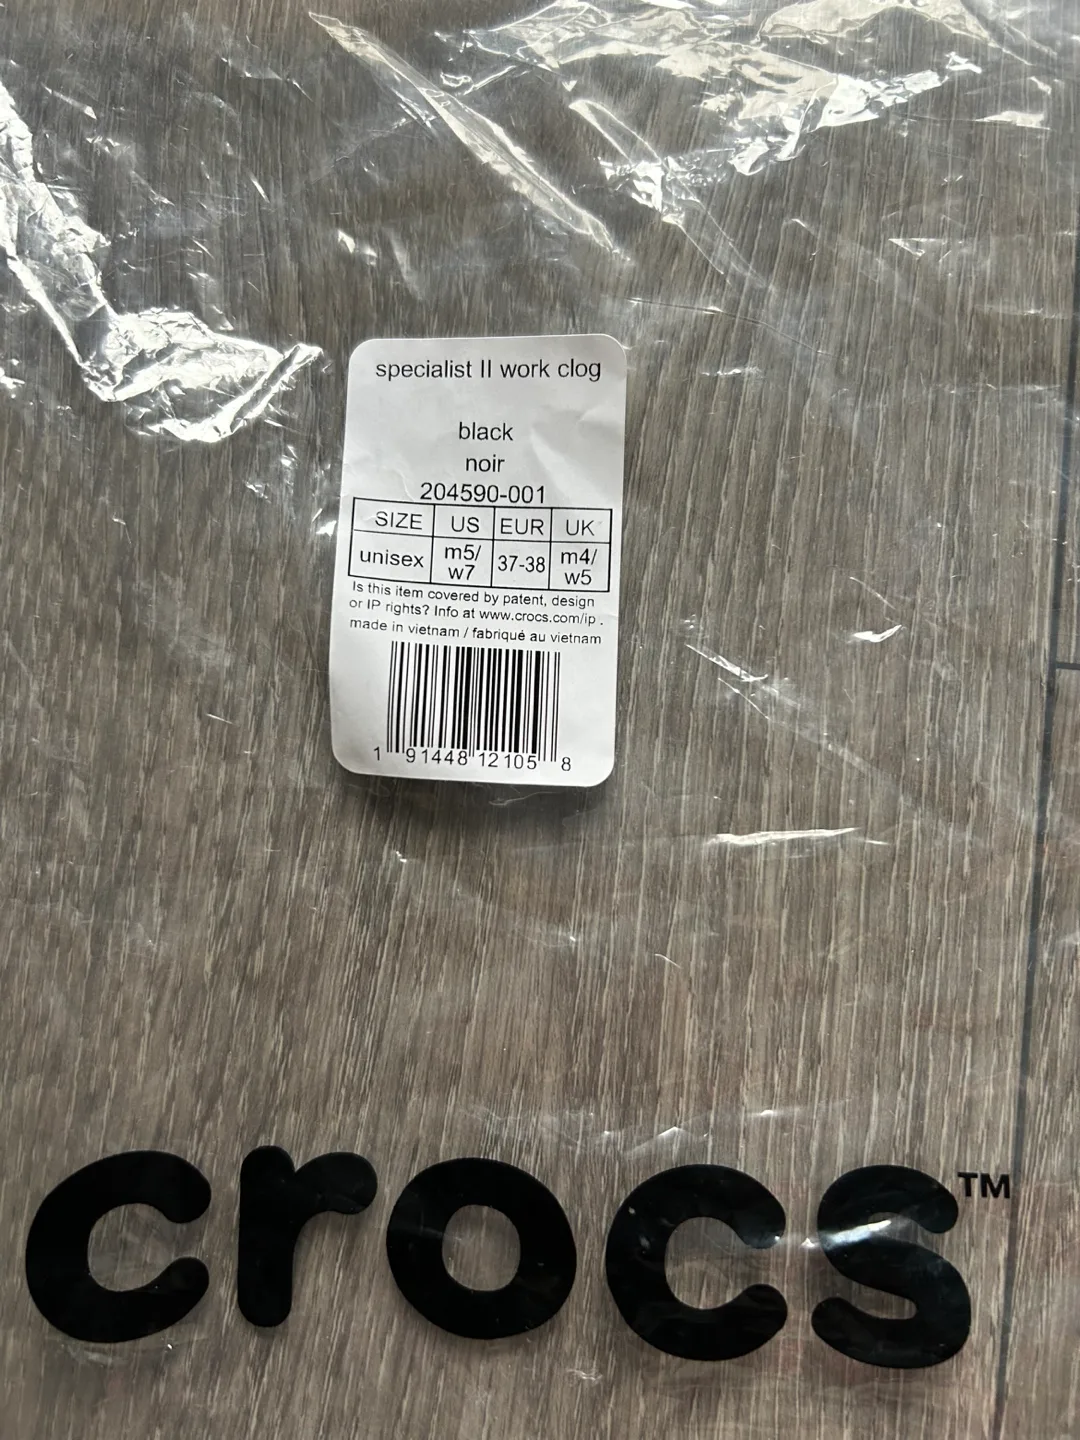 specialist II work clog
black
noir
204590-001
SIZE US EUR UK
unisex m5/ w7 37-38 m4/ w5
Is this item covered by patent, design
or IP rights? Info at www.crocs.com/ip .
made in vietnam / fabriqué au vietnam
1 91448 12105 8
crocs™